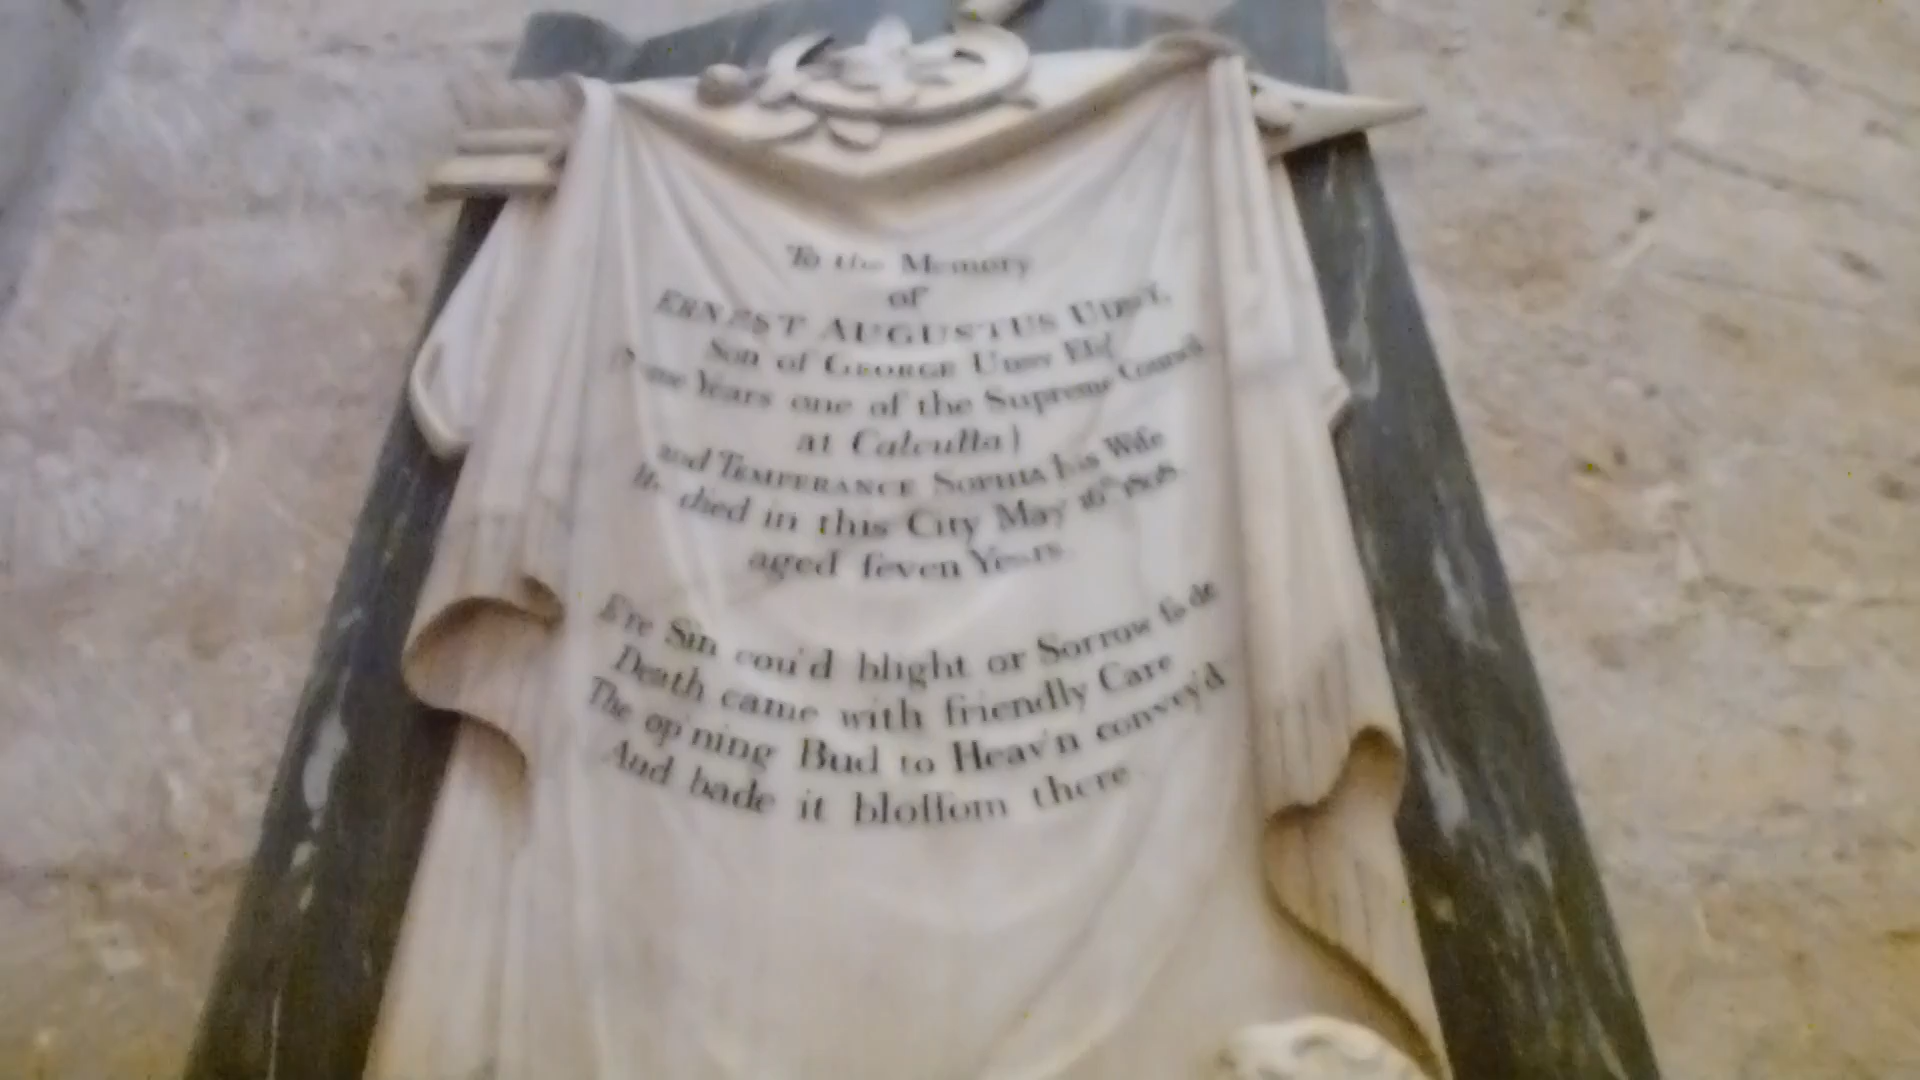 To the Memory
of
ERNEST AUGUSTUS UDNY,
Son of GEORGE UDNY Esq.
Years one of the Supreme Council
at Calcutta)
and TEMPERANCE SOPHIA his Wife
He died in this City May 16th 1808.
aged ſeven Years.
E're Sin cou'd blight or Sorrow fade
Death came with friendly Care
The op'ning Bud to Heav'n convey'd
And bade it bloſſom there